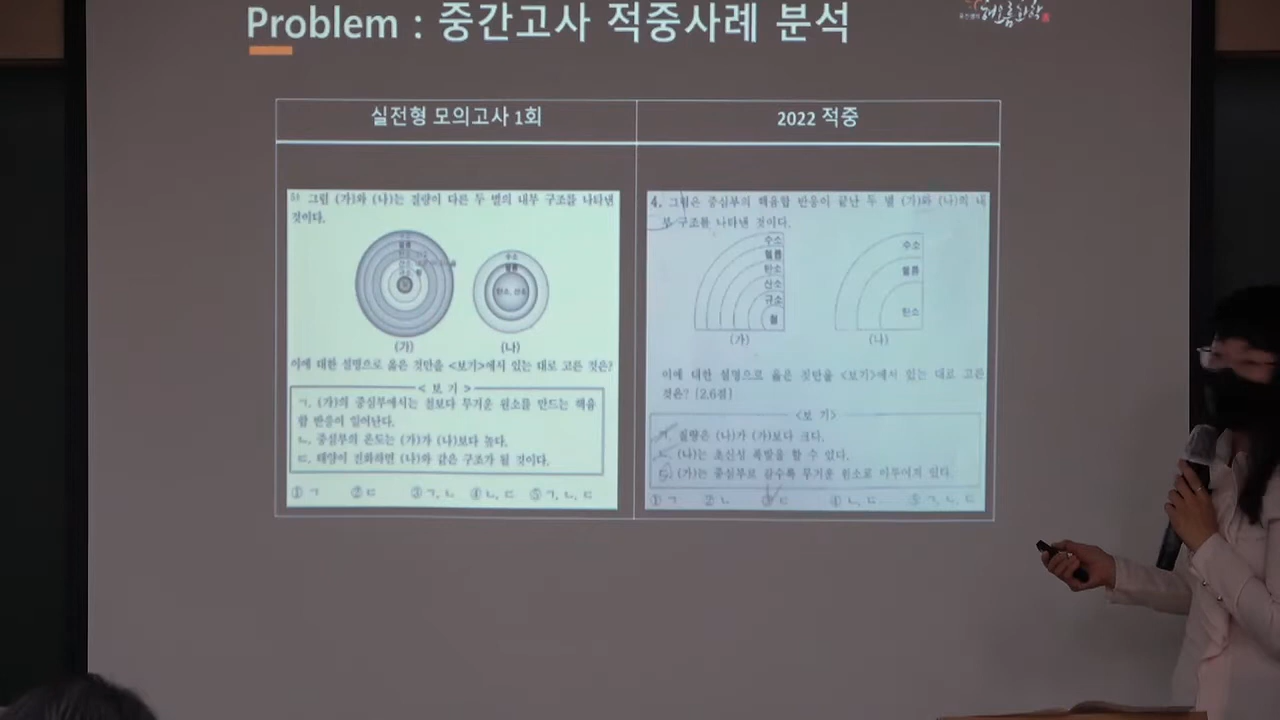 Problem : 중간고사 적중사례 분석
실전형 모의고사 1회
2022 적중
5) 그림 (가)와 (나)는 질량이 다른 두 별의 내부 구조를 나타낸
것이다.
수소
헬륨
탄소, 산소
(가)
(나)
이에 대한 설명으로 옳은 것만을 <보기>에서 있는 대로 고른 것은?
< 보 기 >
ㄱ. (가)의 중심부에서는 철보다 무거운 원소를 만드는 핵융
합 반응이 일어난다.
ㄴ. 중심부의 온도는 (가)가 (나)보다 높다.
ㄷ. 태양이 진화하면 (나)와 같은 구조가 될 것이다.
① ㄱ ② ㄷ ③ ㄱ, ㄴ ④ ㄴ, ㄷ ⑤ ㄱ, ㄴ, ㄷ
4. 그림은 중심부의 핵융합 반응이 끝난 두 별 (가)와 (나)의 내
부 구조를 나타낸 것이다.
수소
헬륨
탄소
산소
규소
철
(가)
수소
헬륨
탄소
(나)
이에 대한 설명으로 옳은 것만을 <보기>에서 있는 대로 고른
것은? [2.6점]
<보 기>
ㄱ. 질량은 (나)가 (가)보다 크다.
ㄴ. (나)는 초신성 폭발을 할 수 있다.
ㄷ. (가)는 중심부로 갈수록 무거운 원소로 이루어져 있다.
① ㄱ ② ㄴ ③ ㄷ ④ ㄴ, ㄷ ⑤ ㄱ, ㄴ, ㄷ